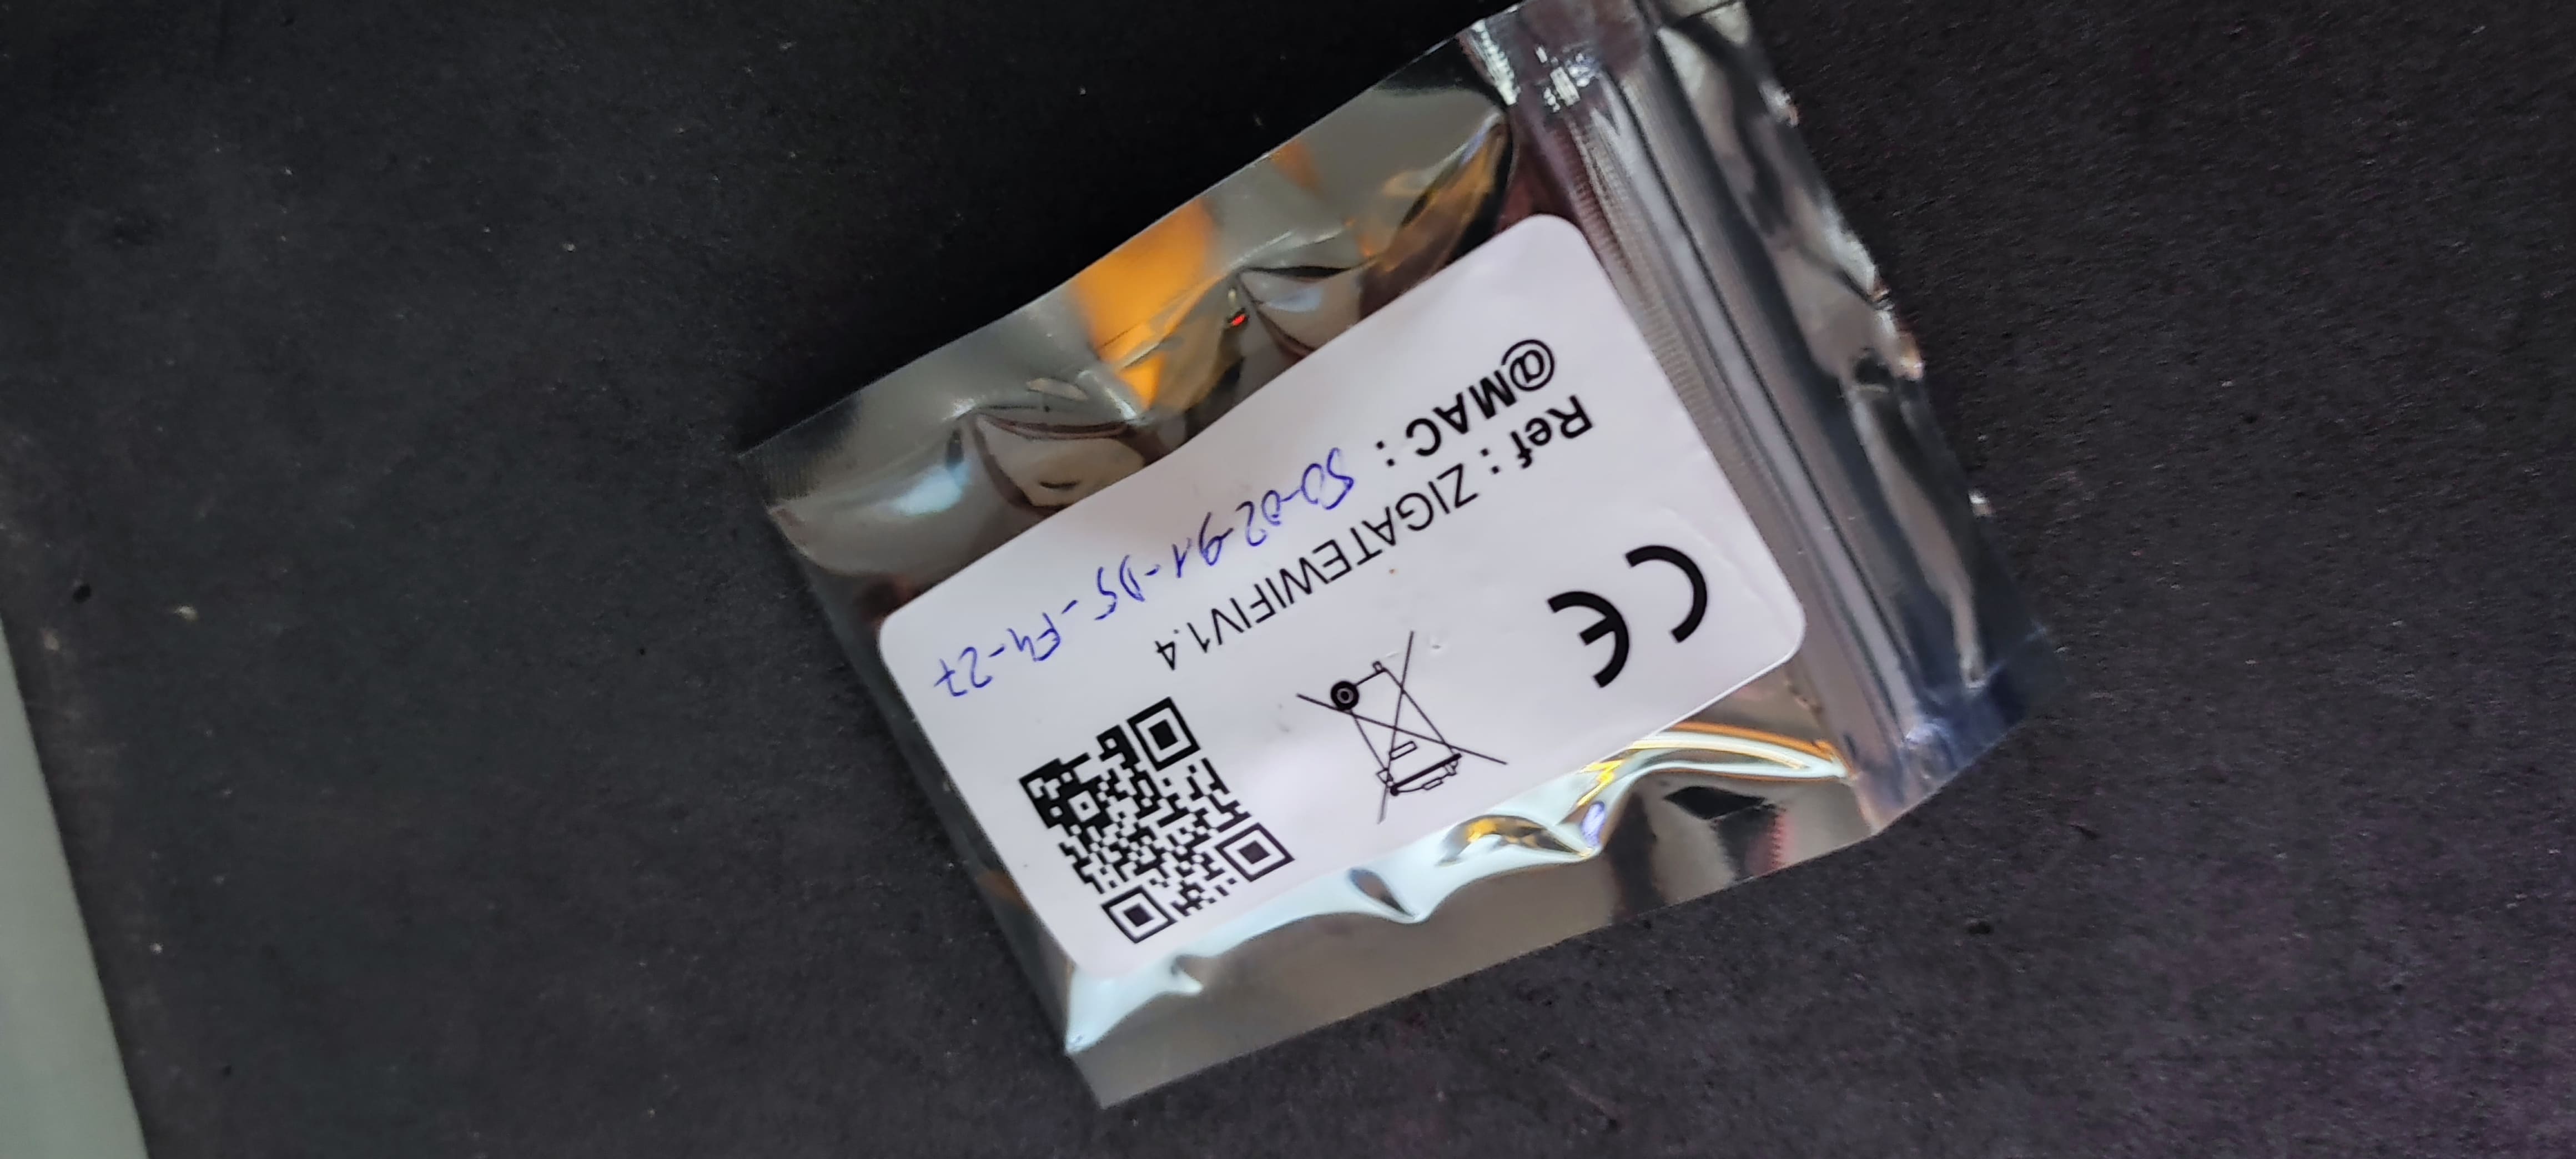 CE
Ref : ZIGATEWIFIV1.4
@MAC : 50-02-91-D5-F4-27